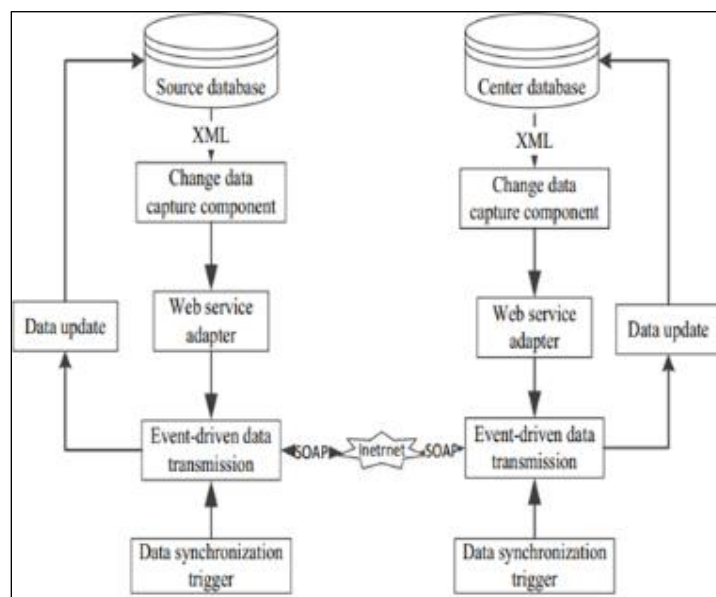 Source database
Center database
XML
XML
Change data
capture component
Change data
capture component
Web service
adapter
Web service
adapter
Data update
Data update
Event-driven data
transmission
SOAP
Inetrnet
SOAP
Event-driven data
transmission
Data synchronization
trigger
Data synchronization
trigger